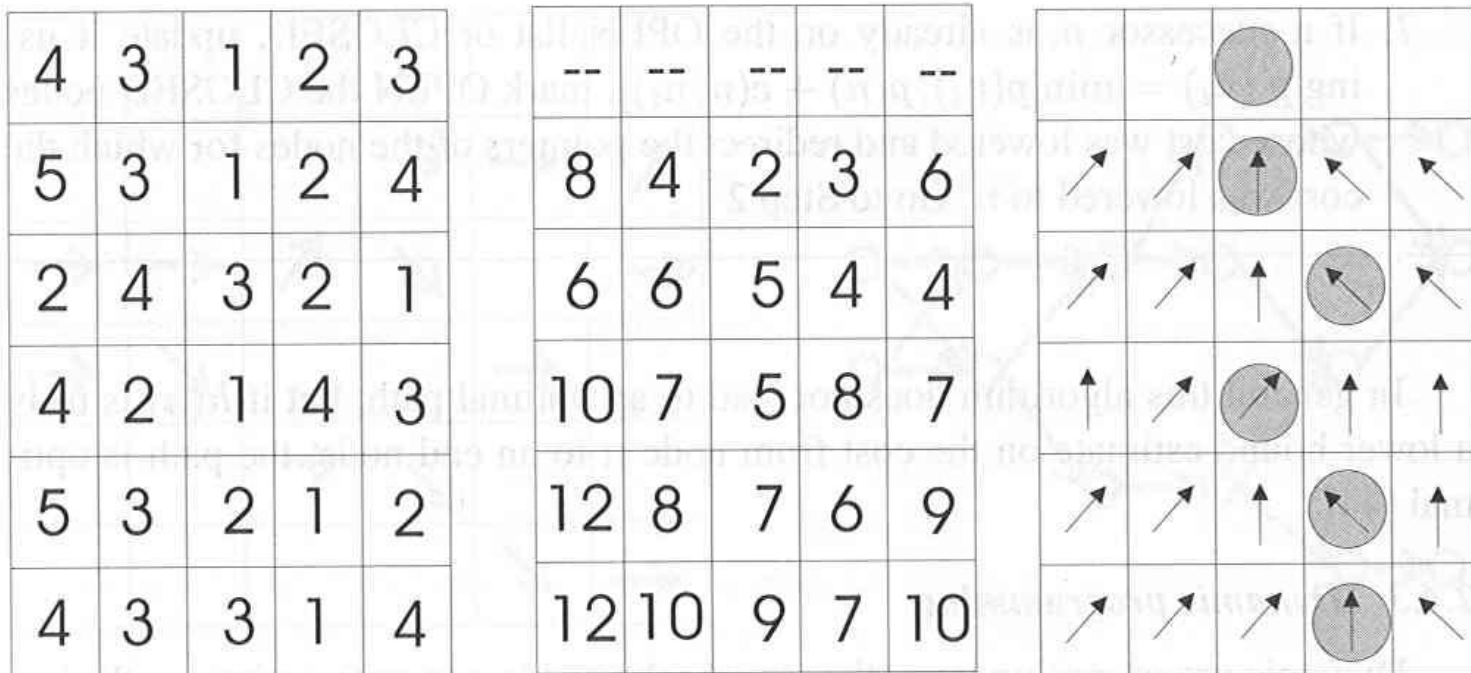 4 3 1 2 3 -- -- -- -- --
5 3 1 2 4 8 4 2 3 6
2 4 3 2 1 6 6 5 4 4
4 2 1 4 3 10 7 5 8 7
5 3 2 1 2 12 8 7 6 9
4 3 3 1 4 12 10 9 7 10